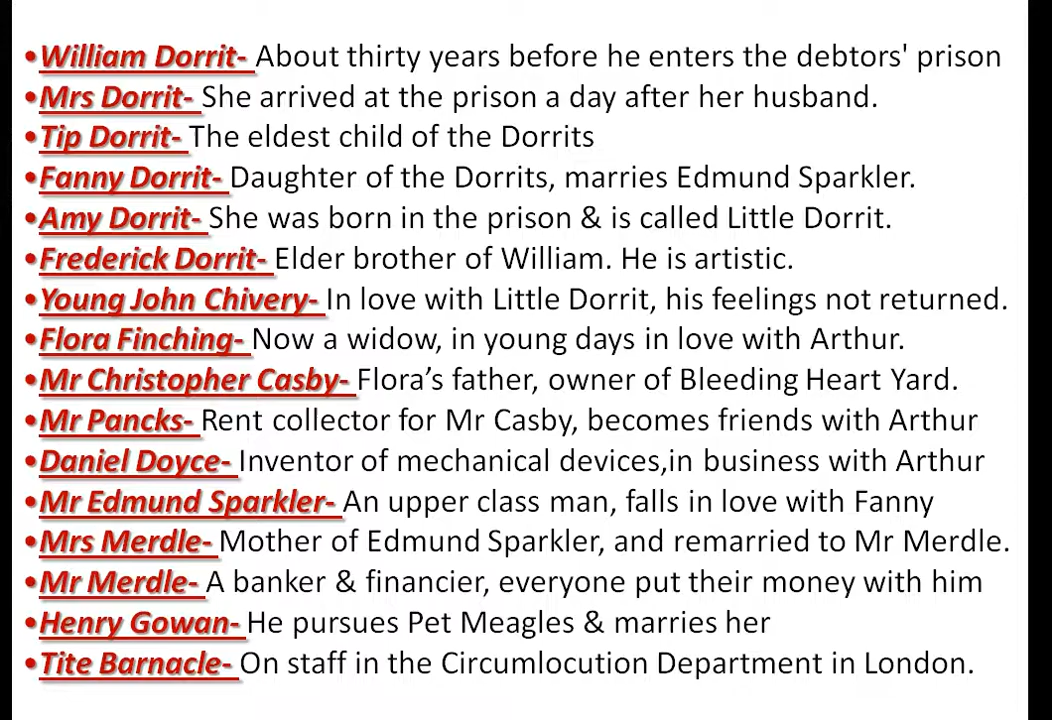 •William Dorrit- About thirty years before he enters the debtors' prison
•Mrs Dorrit- She arrived at the prison a day after her husband.
•Tip Dorrit- The eldest child of the Dorrits
•Fanny Dorrit- Daughter of the Dorrits, marries Edmund Sparkler.
•Amy Dorrit- She was born in the prison & is called Little Dorrit.
•Frederick Dorrit- Elder brother of William. He is artistic.
•Young John Chivery- In love with Little Dorrit, his feelings not returned.
•Flora Finching- Now a widow, in young days in love with Arthur.
•Mr Christopher Casby- Flora’s father, owner of Bleeding Heart Yard.
•Mr Pancks- Rent collector for Mr Casby, becomes friends with Arthur
•Daniel Doyce- Inventor of mechanical devices,in business with Arthur
•Mr Edmund Sparkler- An upper class man, falls in love with Fanny
•Mrs Merdle- Mother of Edmund Sparkler, and remarried to Mr Merdle.
•Mr Merdle- A banker & financier, everyone put their money with him
•Henry Gowan- He pursues Pet Meagles & marries her
•Tite Barnacle- On staff in the Circumlocution Department in London.